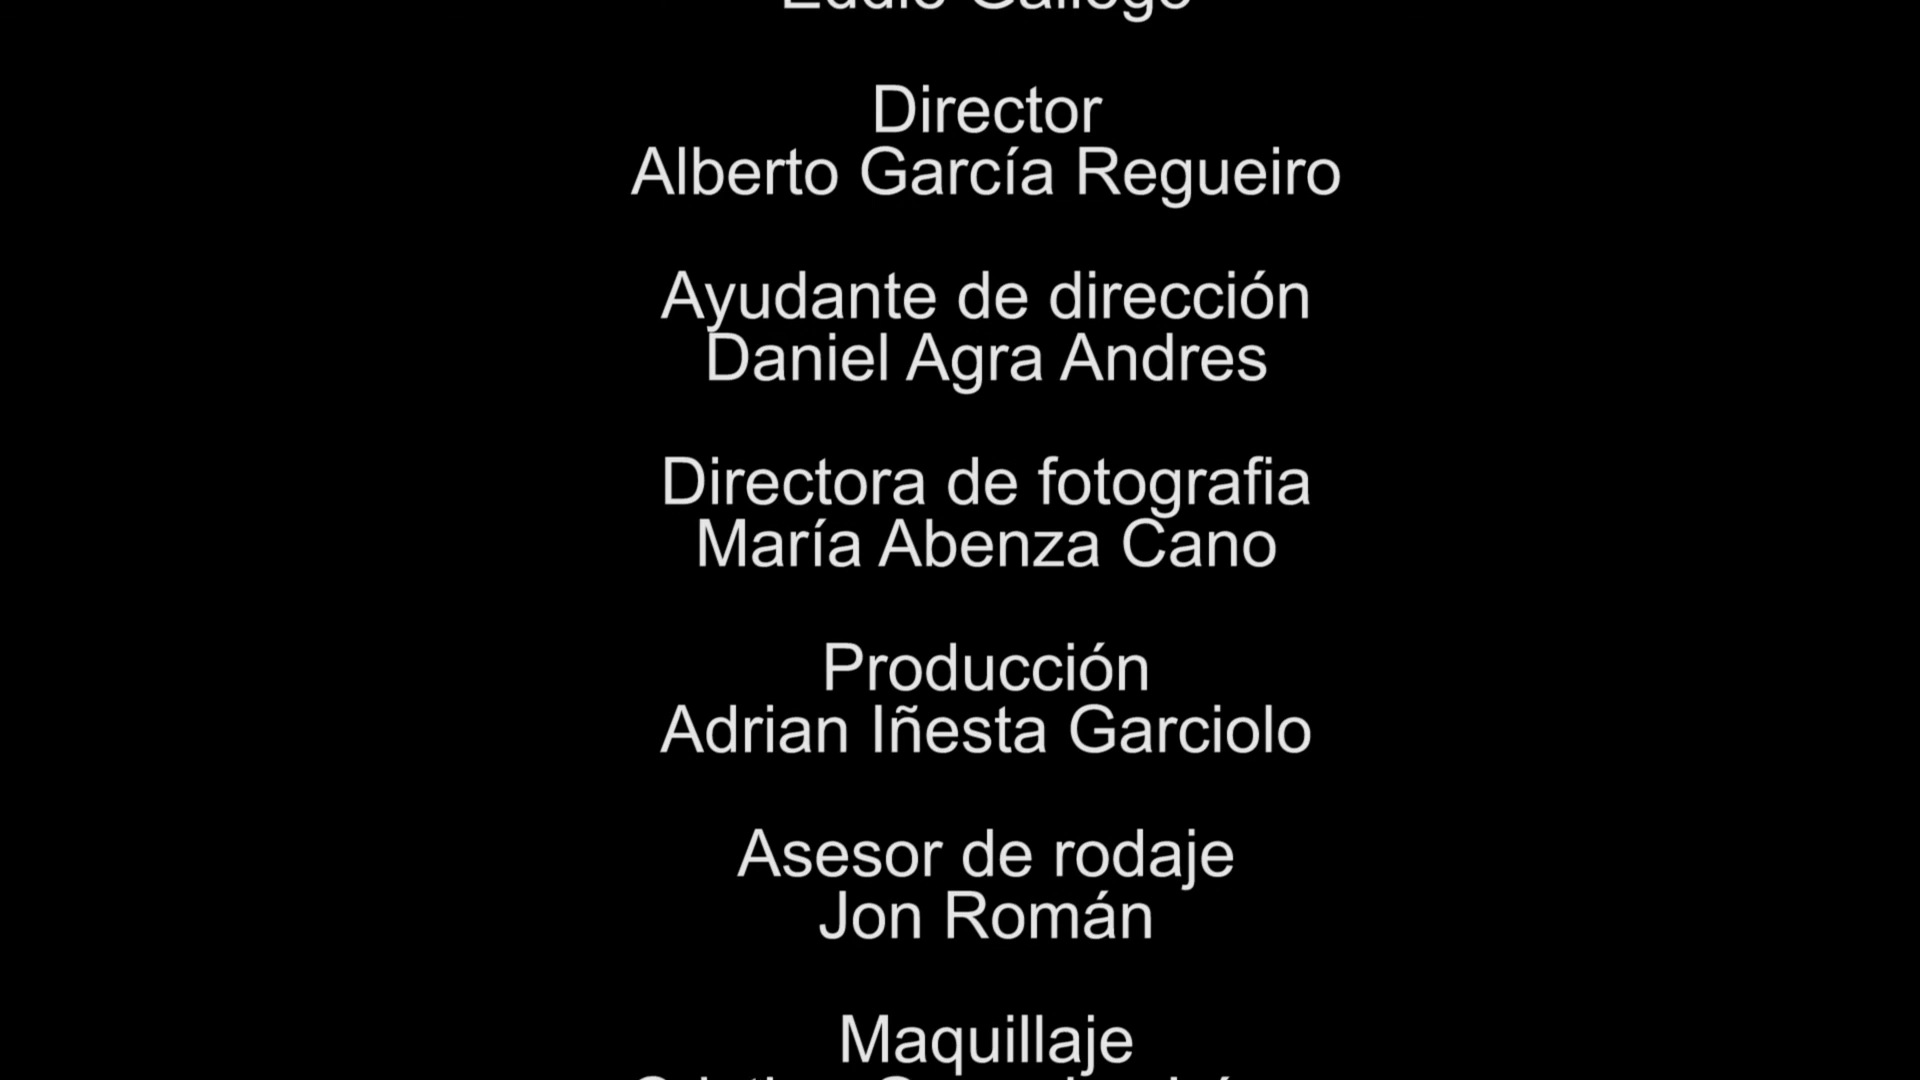 Director
Alberto García Regueiro
Ayudante de dirección
Daniel Agra Andres
Directora de fotografia
María Abenza Cano
Producción
Adrian Iñesta Garciolo
Asesor de rodaje
Jon Román
Maquillaje